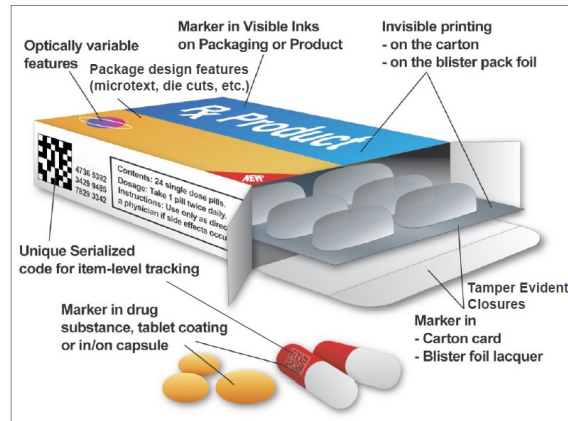 Optically variable
features
Marker in Visible Inks
on Packaging or Product
Invisible printing
- on the carton
- on the blister pack foil
Package design features
(microtext, die cuts, etc.)
Rx Product
NEW
4736 5392
3429 9485
7829 3342
Contents: 24 single dose pills.
Dosage: Take 1 pill twice daily.
Instructions: Use only as direc
a physician if side effects occu
Unique Serialized
code for item-level tracking
Tamper Evident
Closures
Marker in drug
substance, tablet coating
or in/on capsule
Marker in
- Carton card
- Blister foil lacquer